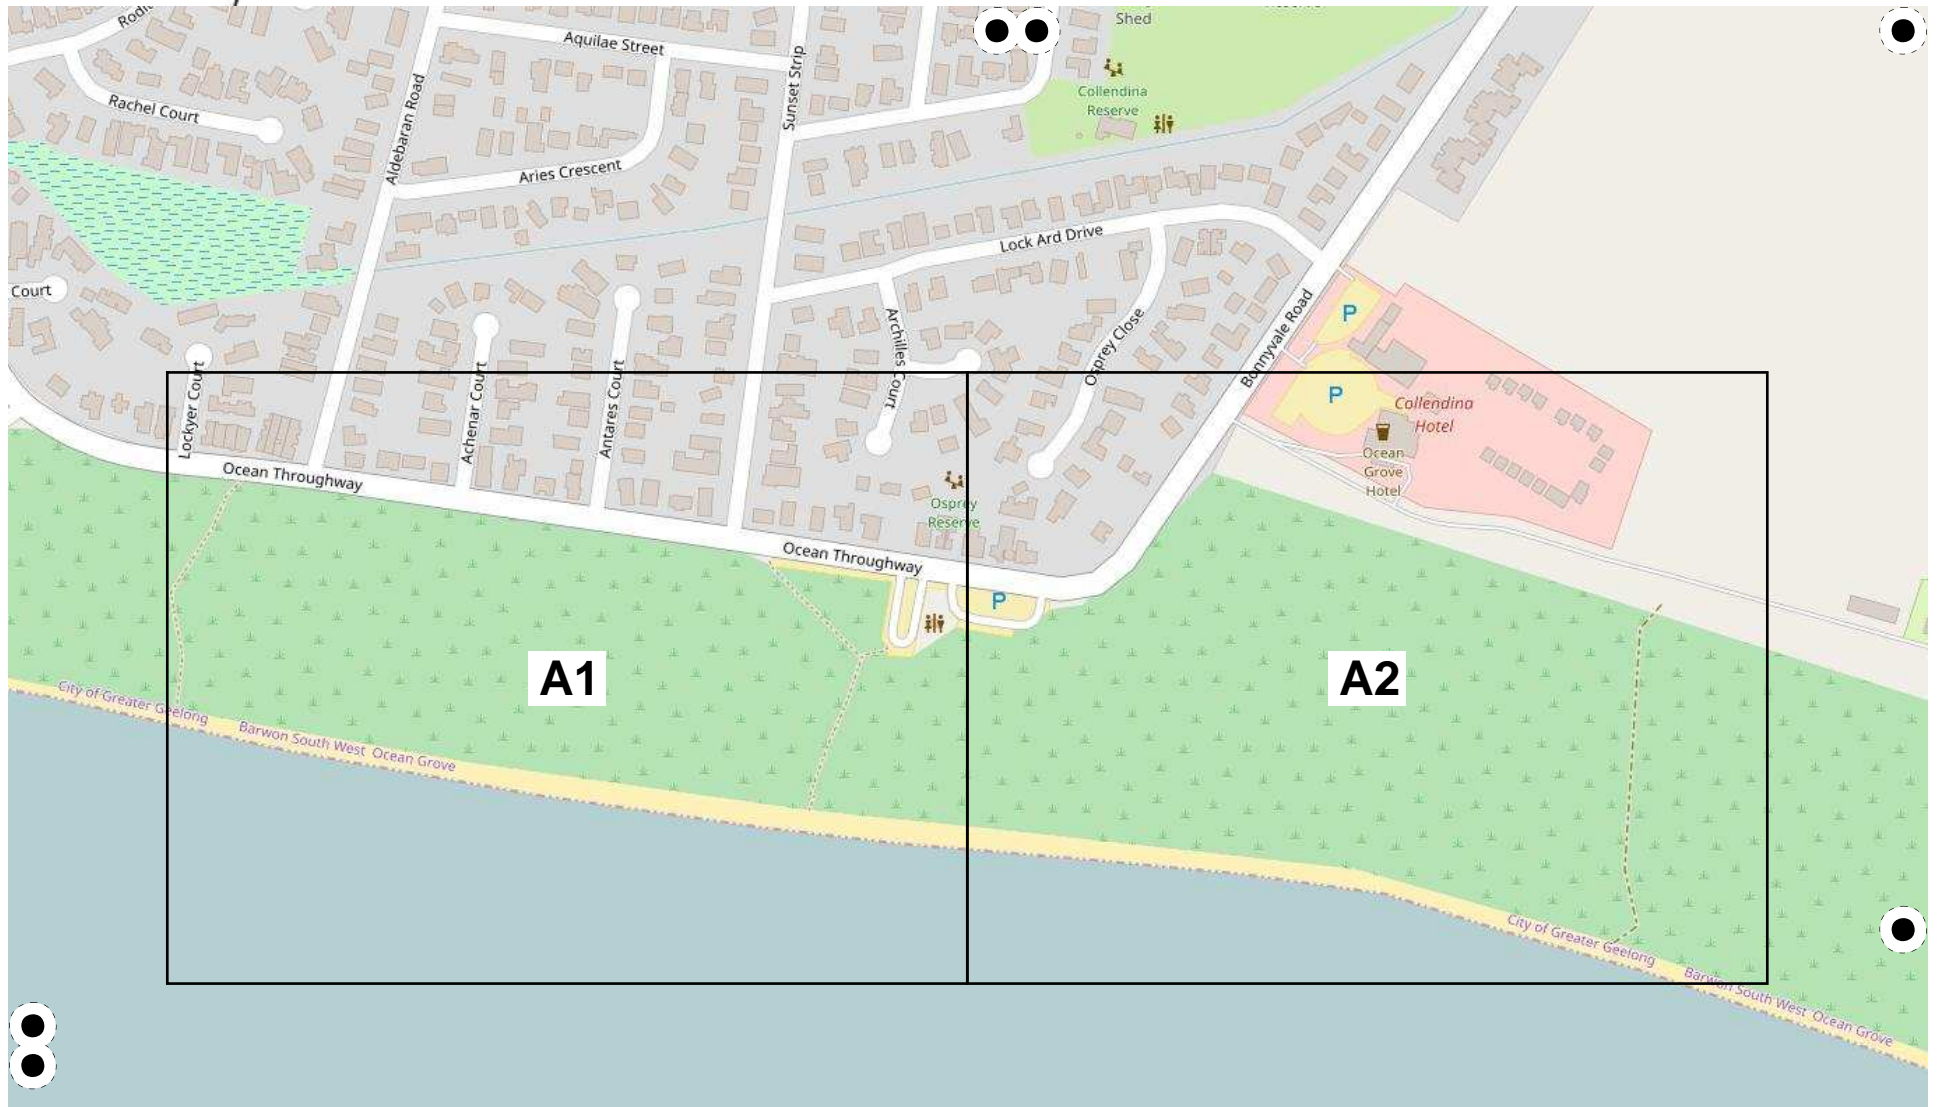 Shed
Aquilae Street
Sunset Strip
Collendina
Reserve
Rachel Court
Aldebaran Road
Aries Crescent
Lock Ard Drive
Court
Bonnyvale Road
P
Archilles Court
Osprey Close
Lockyer Court
Achenar Court
Antares Court
P
Collendina
Hotel
Ocean
Grove
Hotel
Ocean Throughway
Osprey
Reserve
Ocean Throughway
P
A1
A2
City of Greater Geelong
Barwon South West Ocean Grove
City of Greater Geelong
Barwon South West Ocean Grove